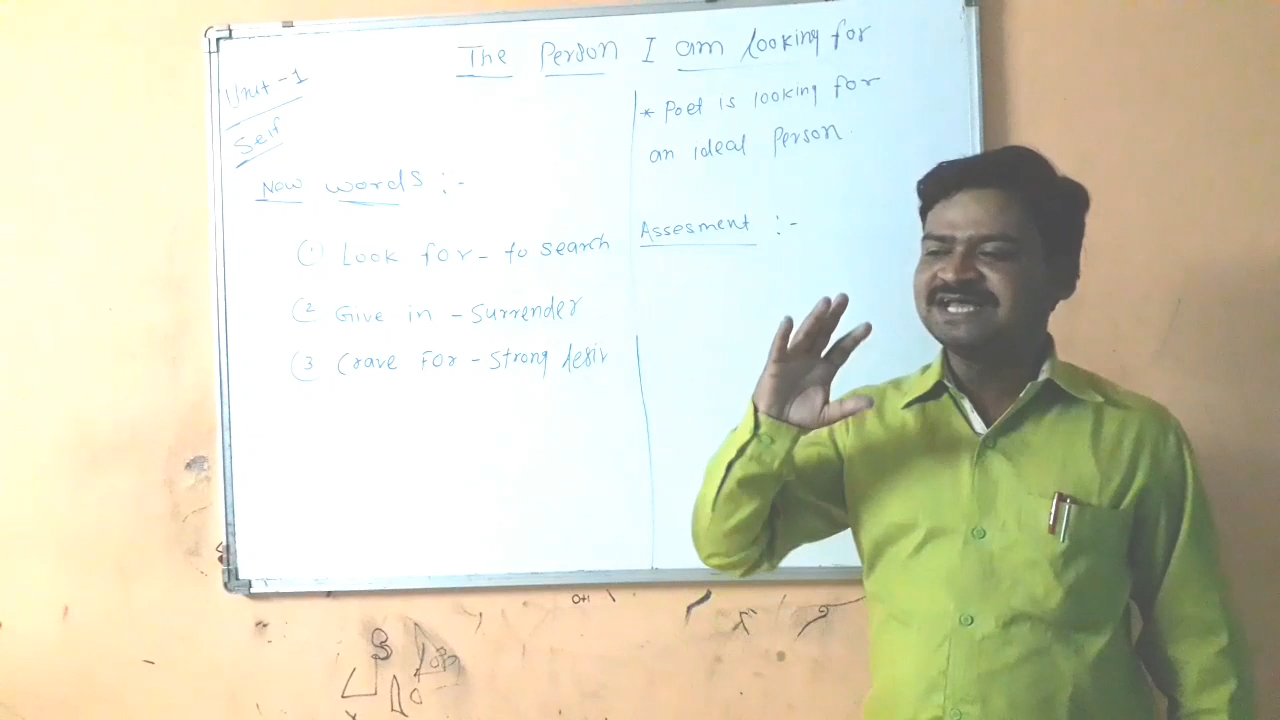 The Person I am looking for
Unit-1
Self
New words :-
① Look for - to search
② Give in - Surrender
③ Crave For - Strong desir
* Poet is looking for
an ideal Person.
Assesment :-